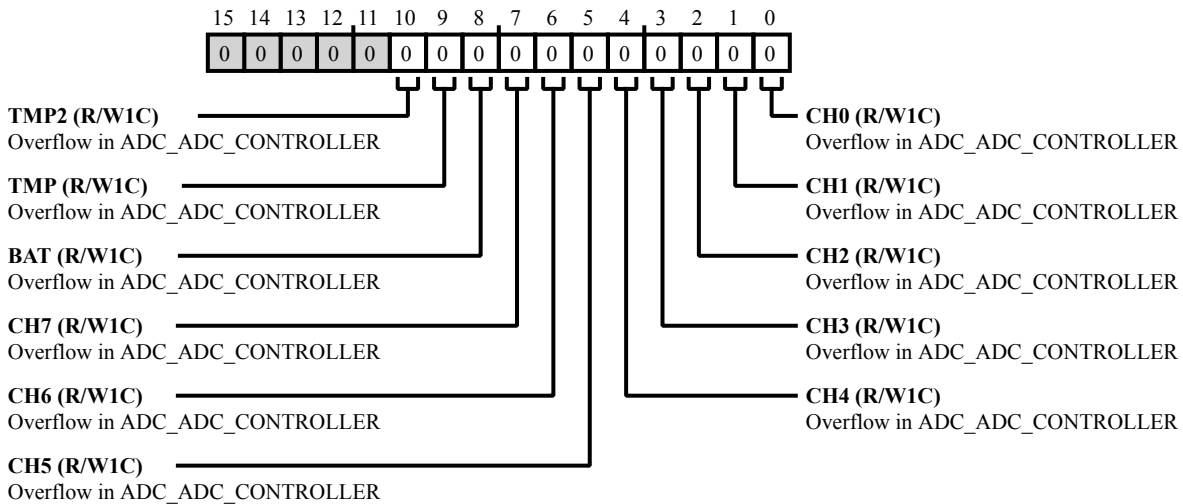 15 14 13 12 11 10 9 8 7 6 5 4 3 2 1 0
0 0 0 0 0 0 0 0 0 0 0 0 0 0 0 0
TMP2 (R/W1C)
Overflow in ADC_ADC_CONTROLLER
TMP (R/W1C)
Overflow in ADC_ADC_CONTROLLER
BAT (R/W1C)
Overflow in ADC_ADC_CONTROLLER
CH7 (R/W1C)
Overflow in ADC_ADC_CONTROLLER
CH6 (R/W1C)
Overflow in ADC_ADC_CONTROLLER
CH5 (R/W1C)
Overflow in ADC_ADC_CONTROLLER
CH0 (R/W1C)
Overflow in ADC_ADC_CONTROLLER
CH1 (R/W1C)
Overflow in ADC_ADC_CONTROLLER
CH2 (R/W1C)
Overflow in ADC_ADC_CONTROLLER
CH3 (R/W1C)
Overflow in ADC_ADC_CONTROLLER
CH4 (R/W1C)
Overflow in ADC_ADC_CONTROLLER